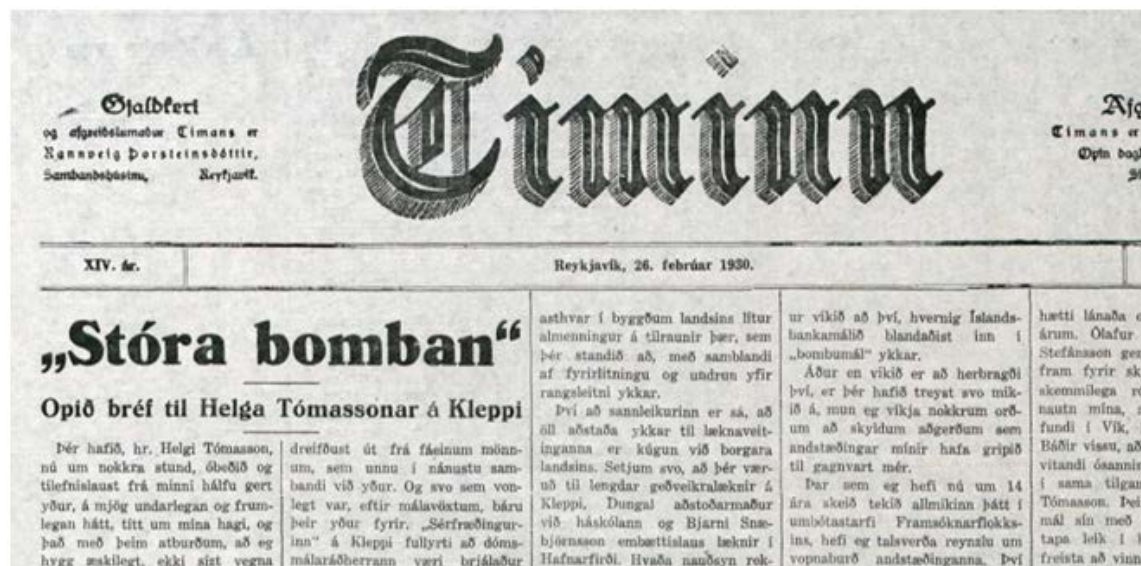 Gjaldkeri
og afgreiðslumaður Tímans er
Rannveig Þorsteinsdóttir,
Sambandshúsinu, Reykjavík.
Tíminn
Tímans er
XIV. ár.
Reykjavík, 26. febrúar 1930.
„Stóra bomban“
Opið bréf til Helga Tómassonar á Kleppi
Þér hafið, hr. Helgi Tómasson,
nú um nokkra stund, óbeðið og
tilefnislaust frá minni hálfu gert
yður, á mjög undarlegan og frum-
legan hátt, títt um mína hagi, og
það með þeim atburðum, að eg
hygg æskilegt, ekki sízt vegna
dreifðust út frá fáeinum mönn-
um, sem unnu í nánustu sam-
bandi við yður. Og svo sem von-
legt var, eftir málavöxtum, báru
þeir yður fyrir. „Sérfræðingur-
inn“ á Kleppi fullyrti að dóms-
málaráðherrann væri brjálaður
asthvar í byggðum landsins lítur
almenningur á tilraunir þær, sem
þér standið að, með samblandi
af fyrirlitningu og undrun yfir
rangsleitni ykkar.
Því að sannleikurinn er sá, að
öll aðstaða ykkar til læknaveit-
inganna er kúgun við borgara
landsins. Setjum svo, að þér vær-
uð til lengdar geðveikralæknir á
Kleppi, Dungal aðstoðarmaður
við háskólann og Bjarni Snæ-
björnsson embættislaus læknir í
Hafnarfirði. Hvaða nauðsyn rek-
ur vikið að því, hvernig Íslands-
bankamálið blandaðist inn í
„bombumál“ ykkar.
Áður en vikið er að herbragði
því, er þér hafið treyst svo mik-
ið á, mun eg víkja nokkrum orð-
um að skyldum aðgerðum sem
andstæðingar mínir hafa gripið
til gagnvart mér.
Þar sem eg hefi nú um 14
ára skeið tekið allmikinn þátt í
umbótastarfi Framsóknarflokks-
ins, hefi eg talsverða reynzlu um
vopnaburð andstæðinganna. Því
hætti lánaða
árum. Ólafur
Stefánsson
fram fyrir
skemmilega
nautn mína,
fundi í Vík,
Báðir vissu, að
vitandi
í sama
Tómasson.
mál sín með
tapa leik í
freista að